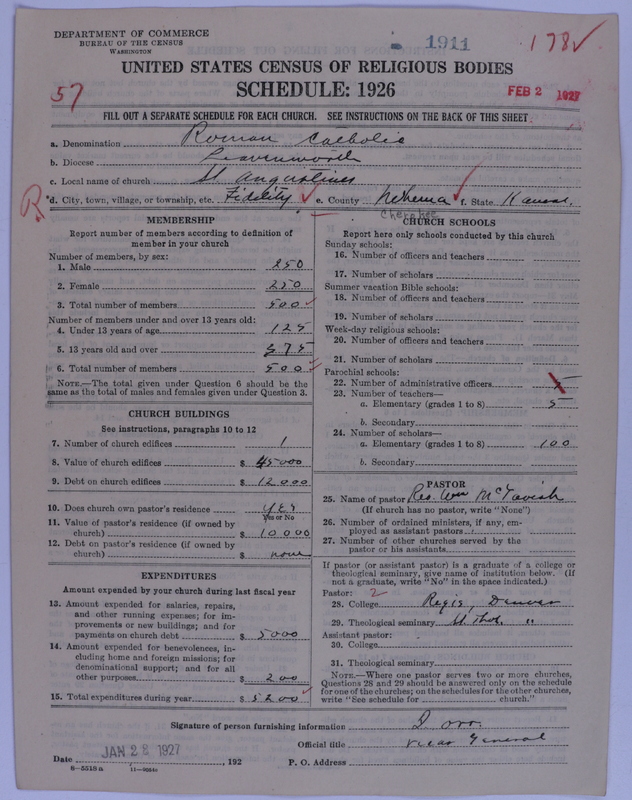 DEPARTMENT OF COMMERCE
BUREAU OF THE CENSUS
WASHINGTON
1911
178✓
UNITED STATES CENSUS OF RELIGIOUS BODIES
57
SCHEDULE: 1926
FEB 2 1927
FILL OUT A SEPARATE SCHEDULE FOR EACH CHURCH. SEE INSTRUCTIONS ON THE BACK OF THIS SHEET.
a. Denomination Roman Catholic
b. Diocese Leavenworth
c. Local name of church St Augustines
R
d. City, town, village, or township, etc. Fidelity ✓ e. County Nehema ✓ f. State Kansas.
Cherokee
MEMBERSHIP
Report number of members according to definition of
member in your church
Number of members, by sex:
1. Male 250
2. Female 250
3. Total number of members 500 ✓
Number of members under and over 13 years old:
4. Under 13 years of age 125
5. 13 years old and over 375
6. Total number of members 500 ✓
NOTE.—The total given under Question 6 should be the
same as the total of males and females given under Question 3.
CHURCH BUILDINGS
See instructions, paragraphs 10 to 12
7. Number of church edifices 1
8. Value of church edifices $ 45000
9. Debt on church edifices $ 12000
10. Does church own pastor's residence yes
Yes or No
11. Value of pastor's residence (if owned by
church) $ 10000
12. Debt on pastor's residence (if owned by
church) $ none
EXPENDITURES
Amount expended by your church during last fiscal year
13. Amount expended for salaries, repairs,
and other running expenses; for im-
provements or new buildings; and for
payments on church debt $ 5000
14. Amount expended for benevolences, in-
cluding home and foreign missions; for
denominational support; and for all
other purposes $ 200
15. Total expenditures during year $ 5200 ✓
CHURCH SCHOOLS
Report here only schools conducted by this church
Sunday schools:
16. Number of officers and teachers
17. Number of scholars
Summer vacation Bible schools:
18. Number of officers and teachers
19. Number of scholars
Week-day religious schools:
20. Number of officers and teachers
21. Number of scholars
Parochial schools:
22. Number of administrative officers
23. Number of teachers—
a. Elementary (grades 1 to 8) 5
b. Secondary
24. Number of scholars—
a. Elementary (grades 1 to 8) 100
b. Secondary
PASTOR
25. Name of pastor Rev. Wm McTavish
(If church has no pastor, write "None")
26. Number of ordained ministers, if any, em-
ployed as assistant pastors
27. Number of other churches served by the
pastor or his assistants
If pastor (or assistant pastor) is a graduate of a college or
theological seminary, give name of institution below. (If
not a graduate, write "No" in the space indicated.)
Pastor: 2
28. College Regis, Denver
29. Theological seminary St. Thos. "
Assistant pastor:
30. College
31. Theological seminary
NOTE.—Where one pastor serves two or more churches,
Questions 28 and 29 should be answered only on the schedule
for one of the churches; on the schedules for the other churches,
write "See schedule for church."
Signature of person furnishing information Orr.
Official title Vicar General
Date JAN 28 1927, 192 P. O. Address
8—5518a 11—9064